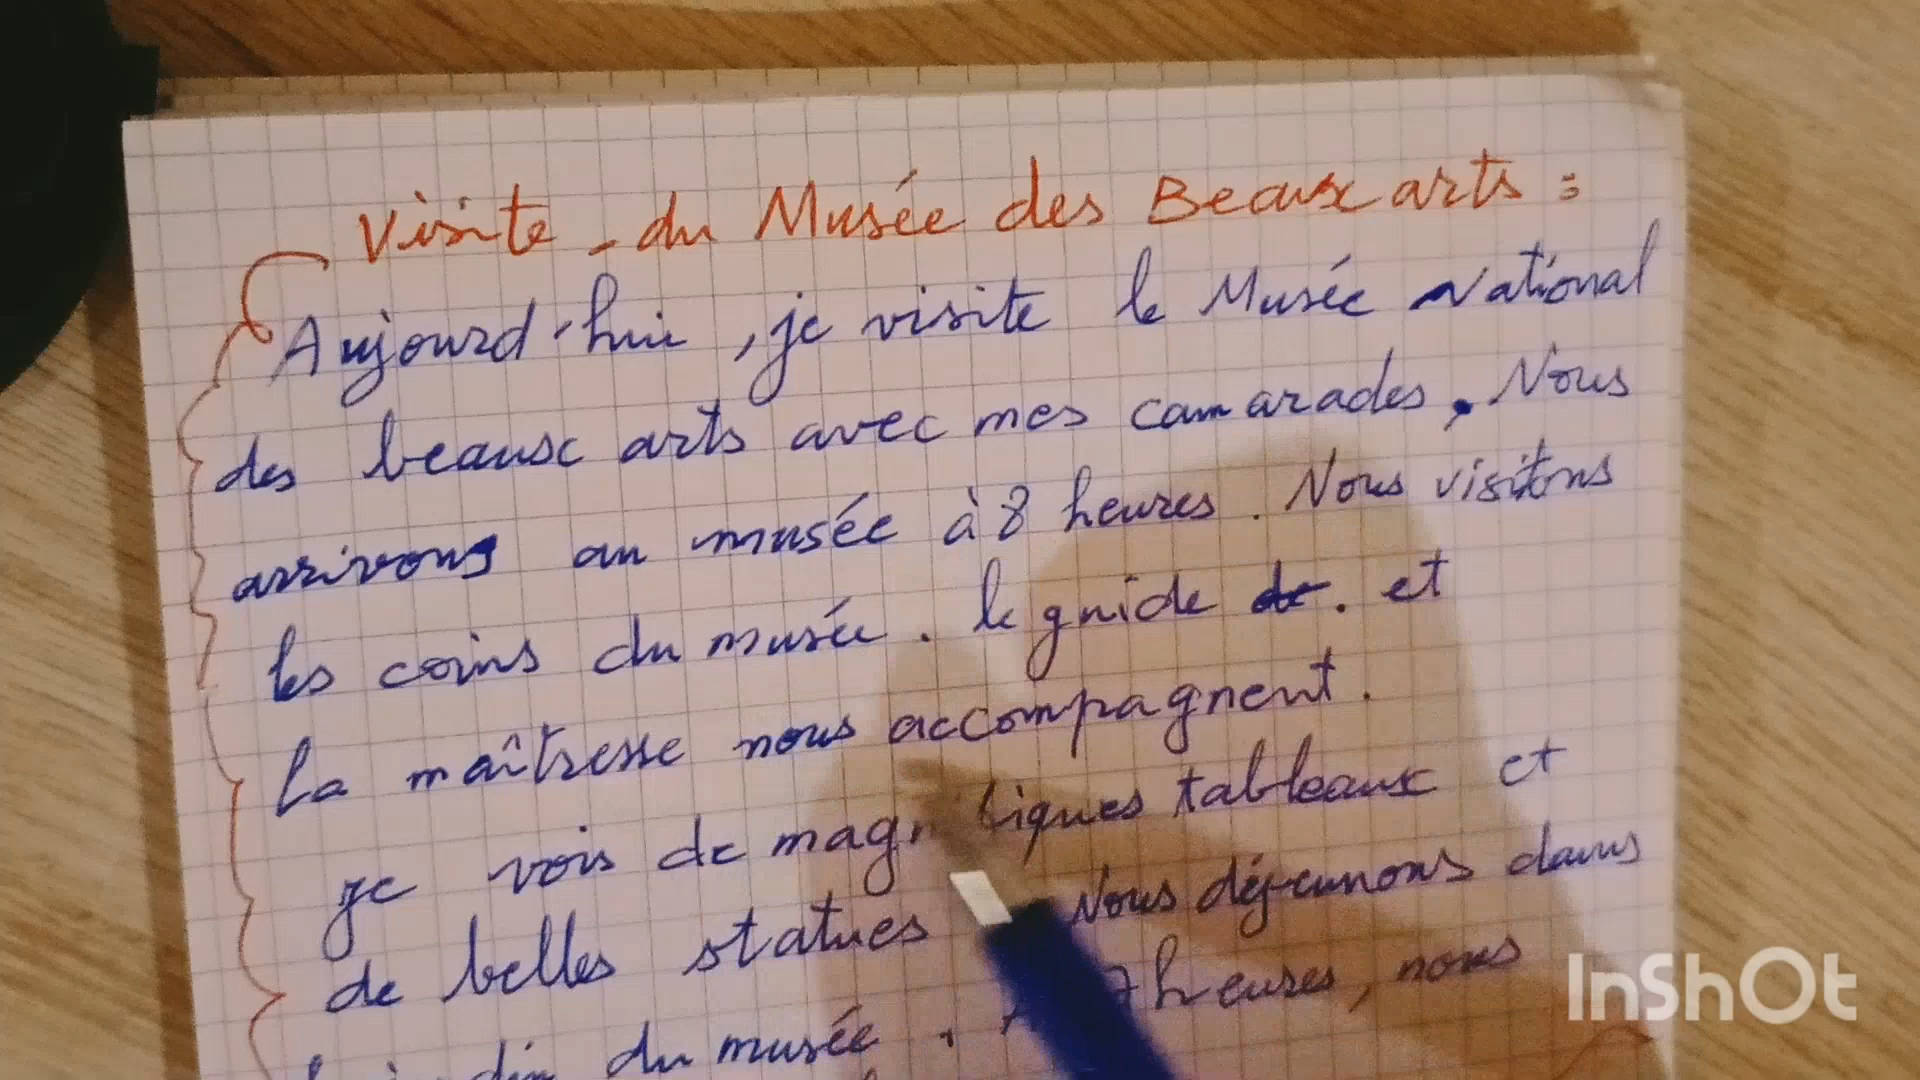 Visite du Musée des Beaux arts :
Aujourd'hui, je visite le Musée National
des beaux arts avec mes camarades. Nous
arrivons au musée à 8 heures. Nous visitons
les coins du musée. le guide et
la maîtresse nous accompagnent.
je vois de tableaux et
de belles statues Nous déjeunons dans
du musée. heures, nous
InShOt